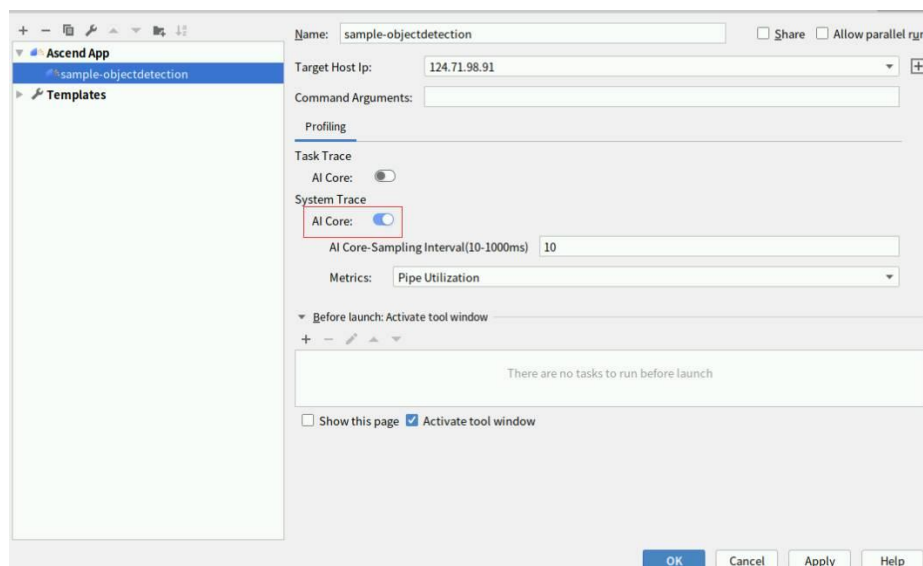 Name: sample-objectdetection Share Allow parallel run
Ascend App
sample-objectdetection
Templates
Target Host Ip: 124.71.98.91
Command Arguments:
Profiling
Task Trace
AI Core:
System Trace
AI Core:
AI Core-Sampling Interval(10-1000ms) 10
Metrics: Pipe Utilization
Before launch: Activate tool window
There are no tasks to run before launch
Show this page Activate tool window
OK Cancel Apply Help